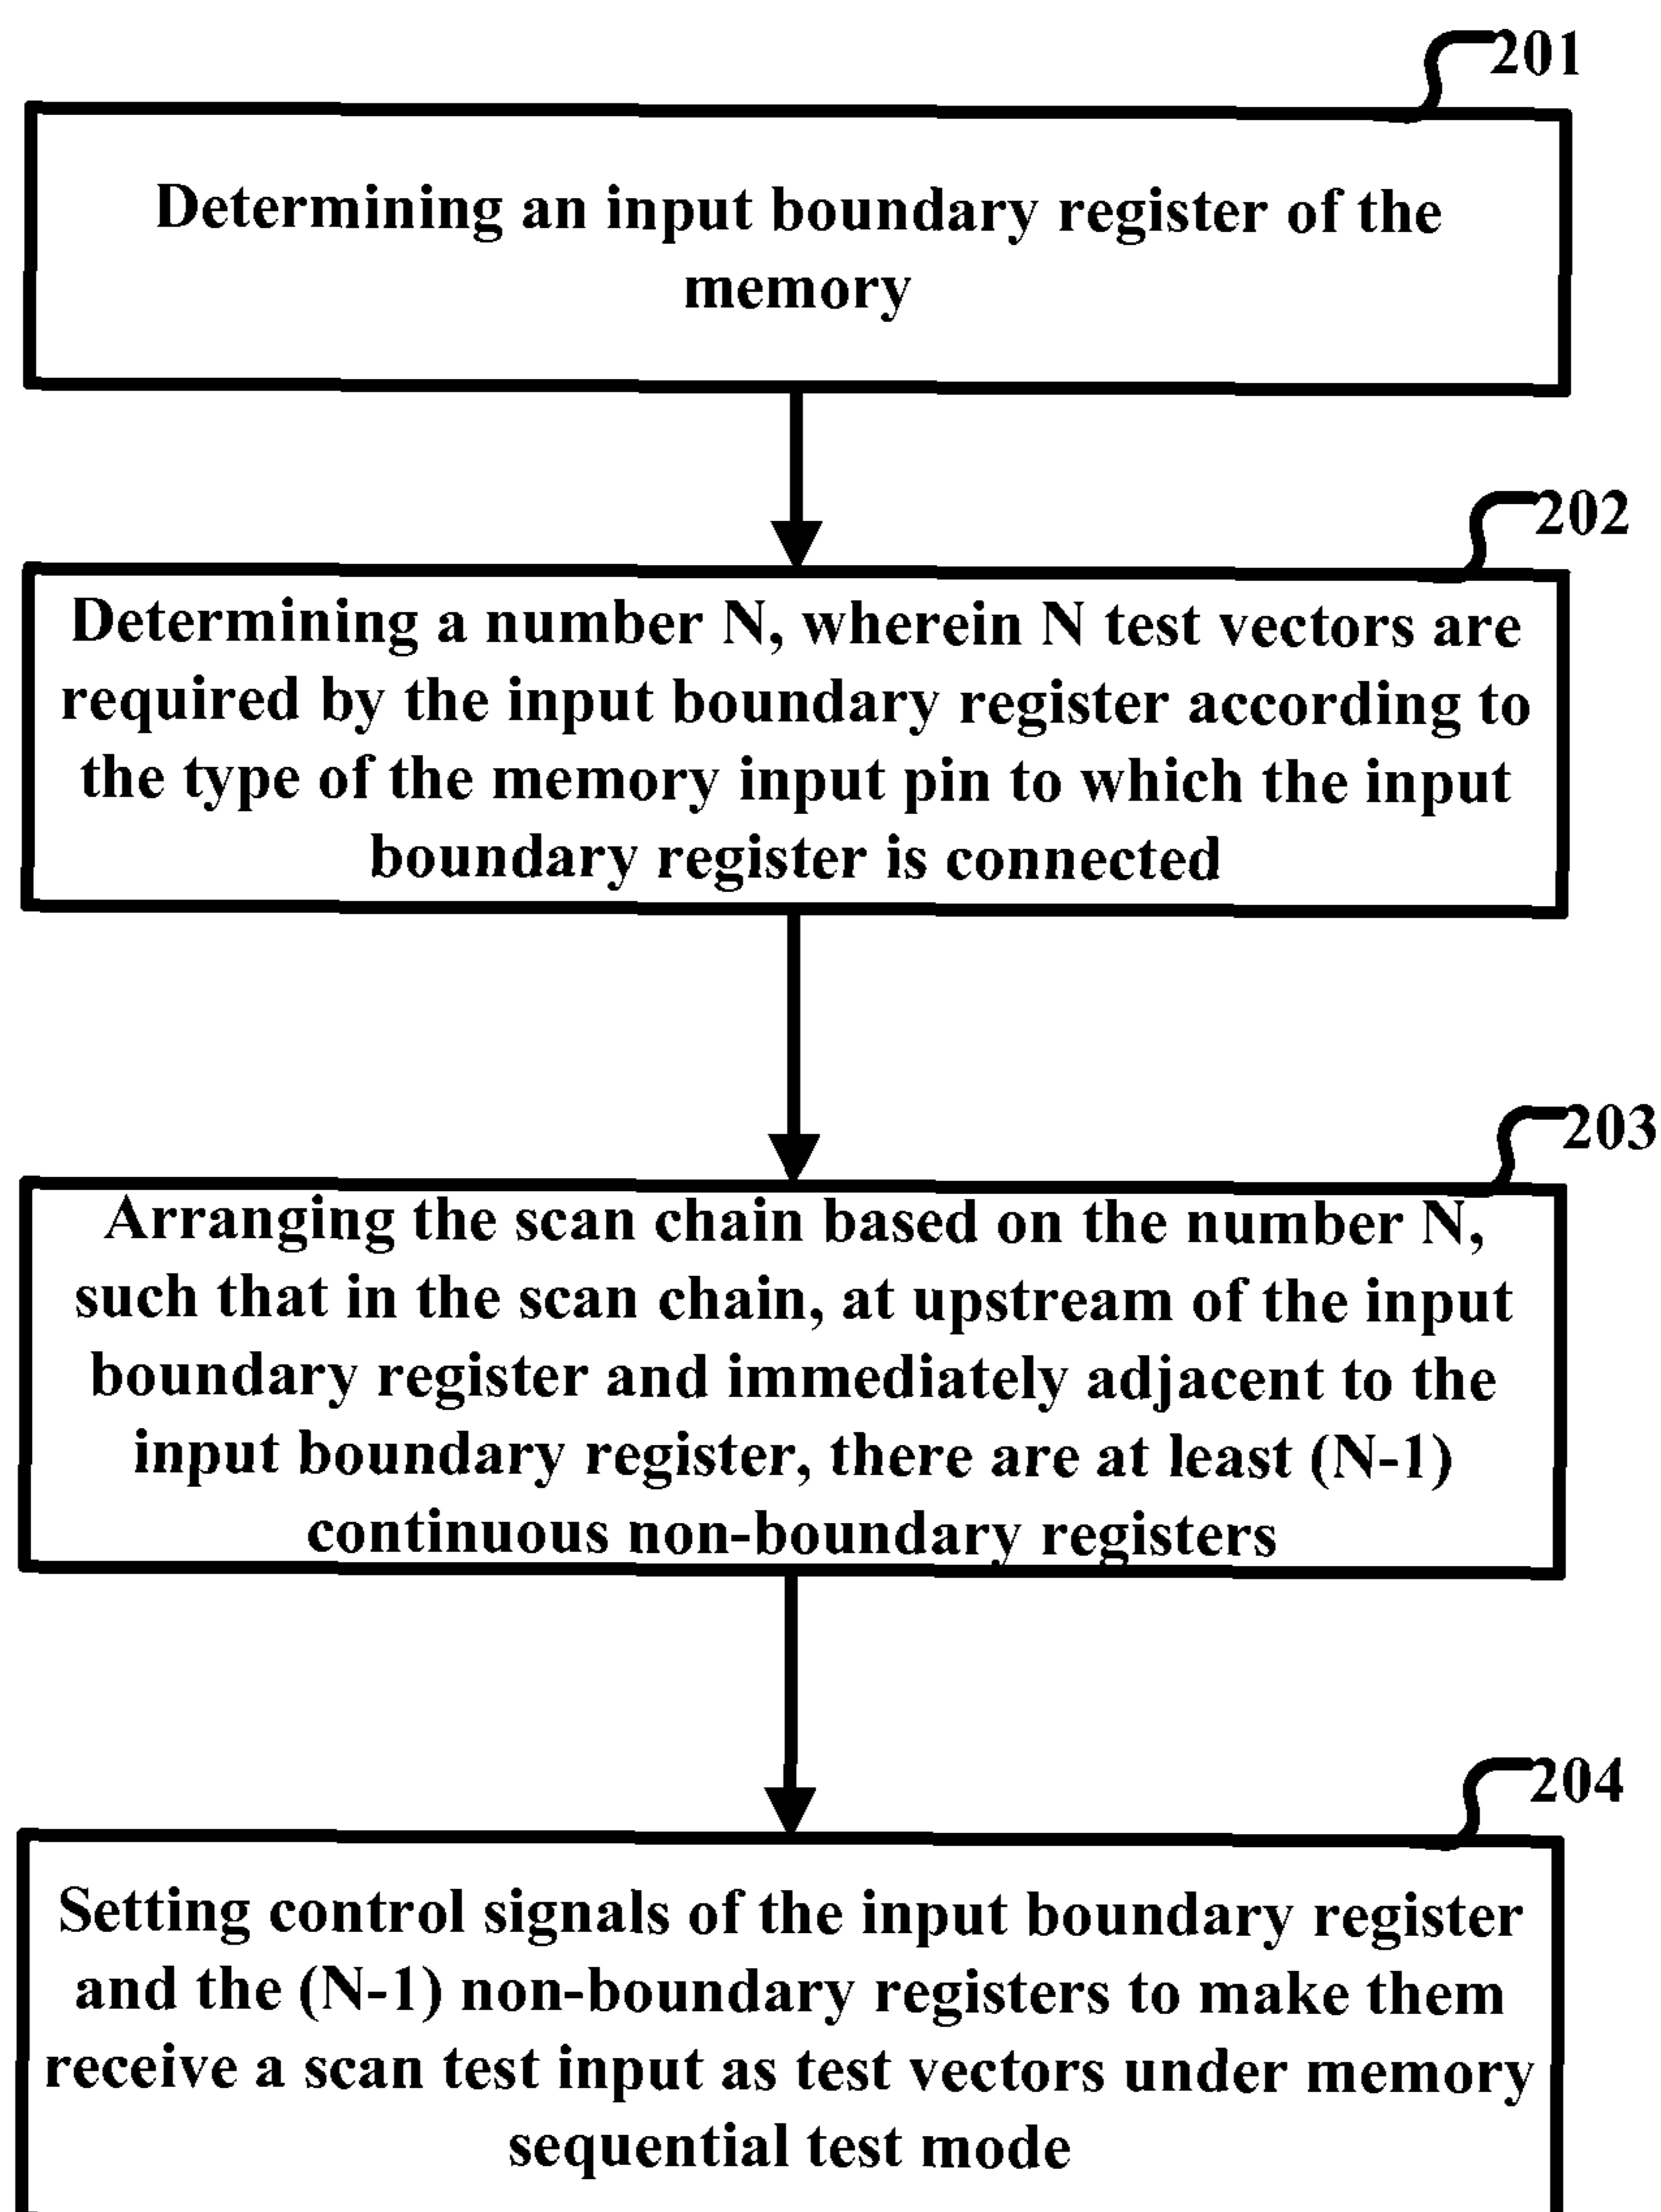 201
Determining an input boundary register of the
memory
202
Determining a number N, wherein N test vectors are
required by the input boundary register according to
the type of the memory input pin to which the input
boundary register is connected
203
Arranging the scan chain based on the number N,
such that in the scan chain, at upstream of the input
boundary register and immediately adjacent to the
input boundary register, there are at least (N-1)
continuous non-boundary registers
204
Setting control signals of the input boundary register
and the (N-1) non-boundary registers to make them
receive a scan test input as test vectors under memory
sequential test mode